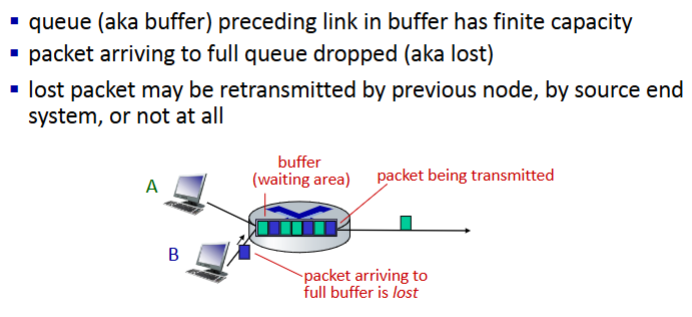 queue (aka buffer) preceding link in buffer has finite capacity
packet arriving to full queue dropped (aka lost)
lost packet may be retransmitted by previous node, by source end
system, or not at all
buffer
(waiting area)
packet being transmitted
A
B
packet arriving to
full buffer is lost